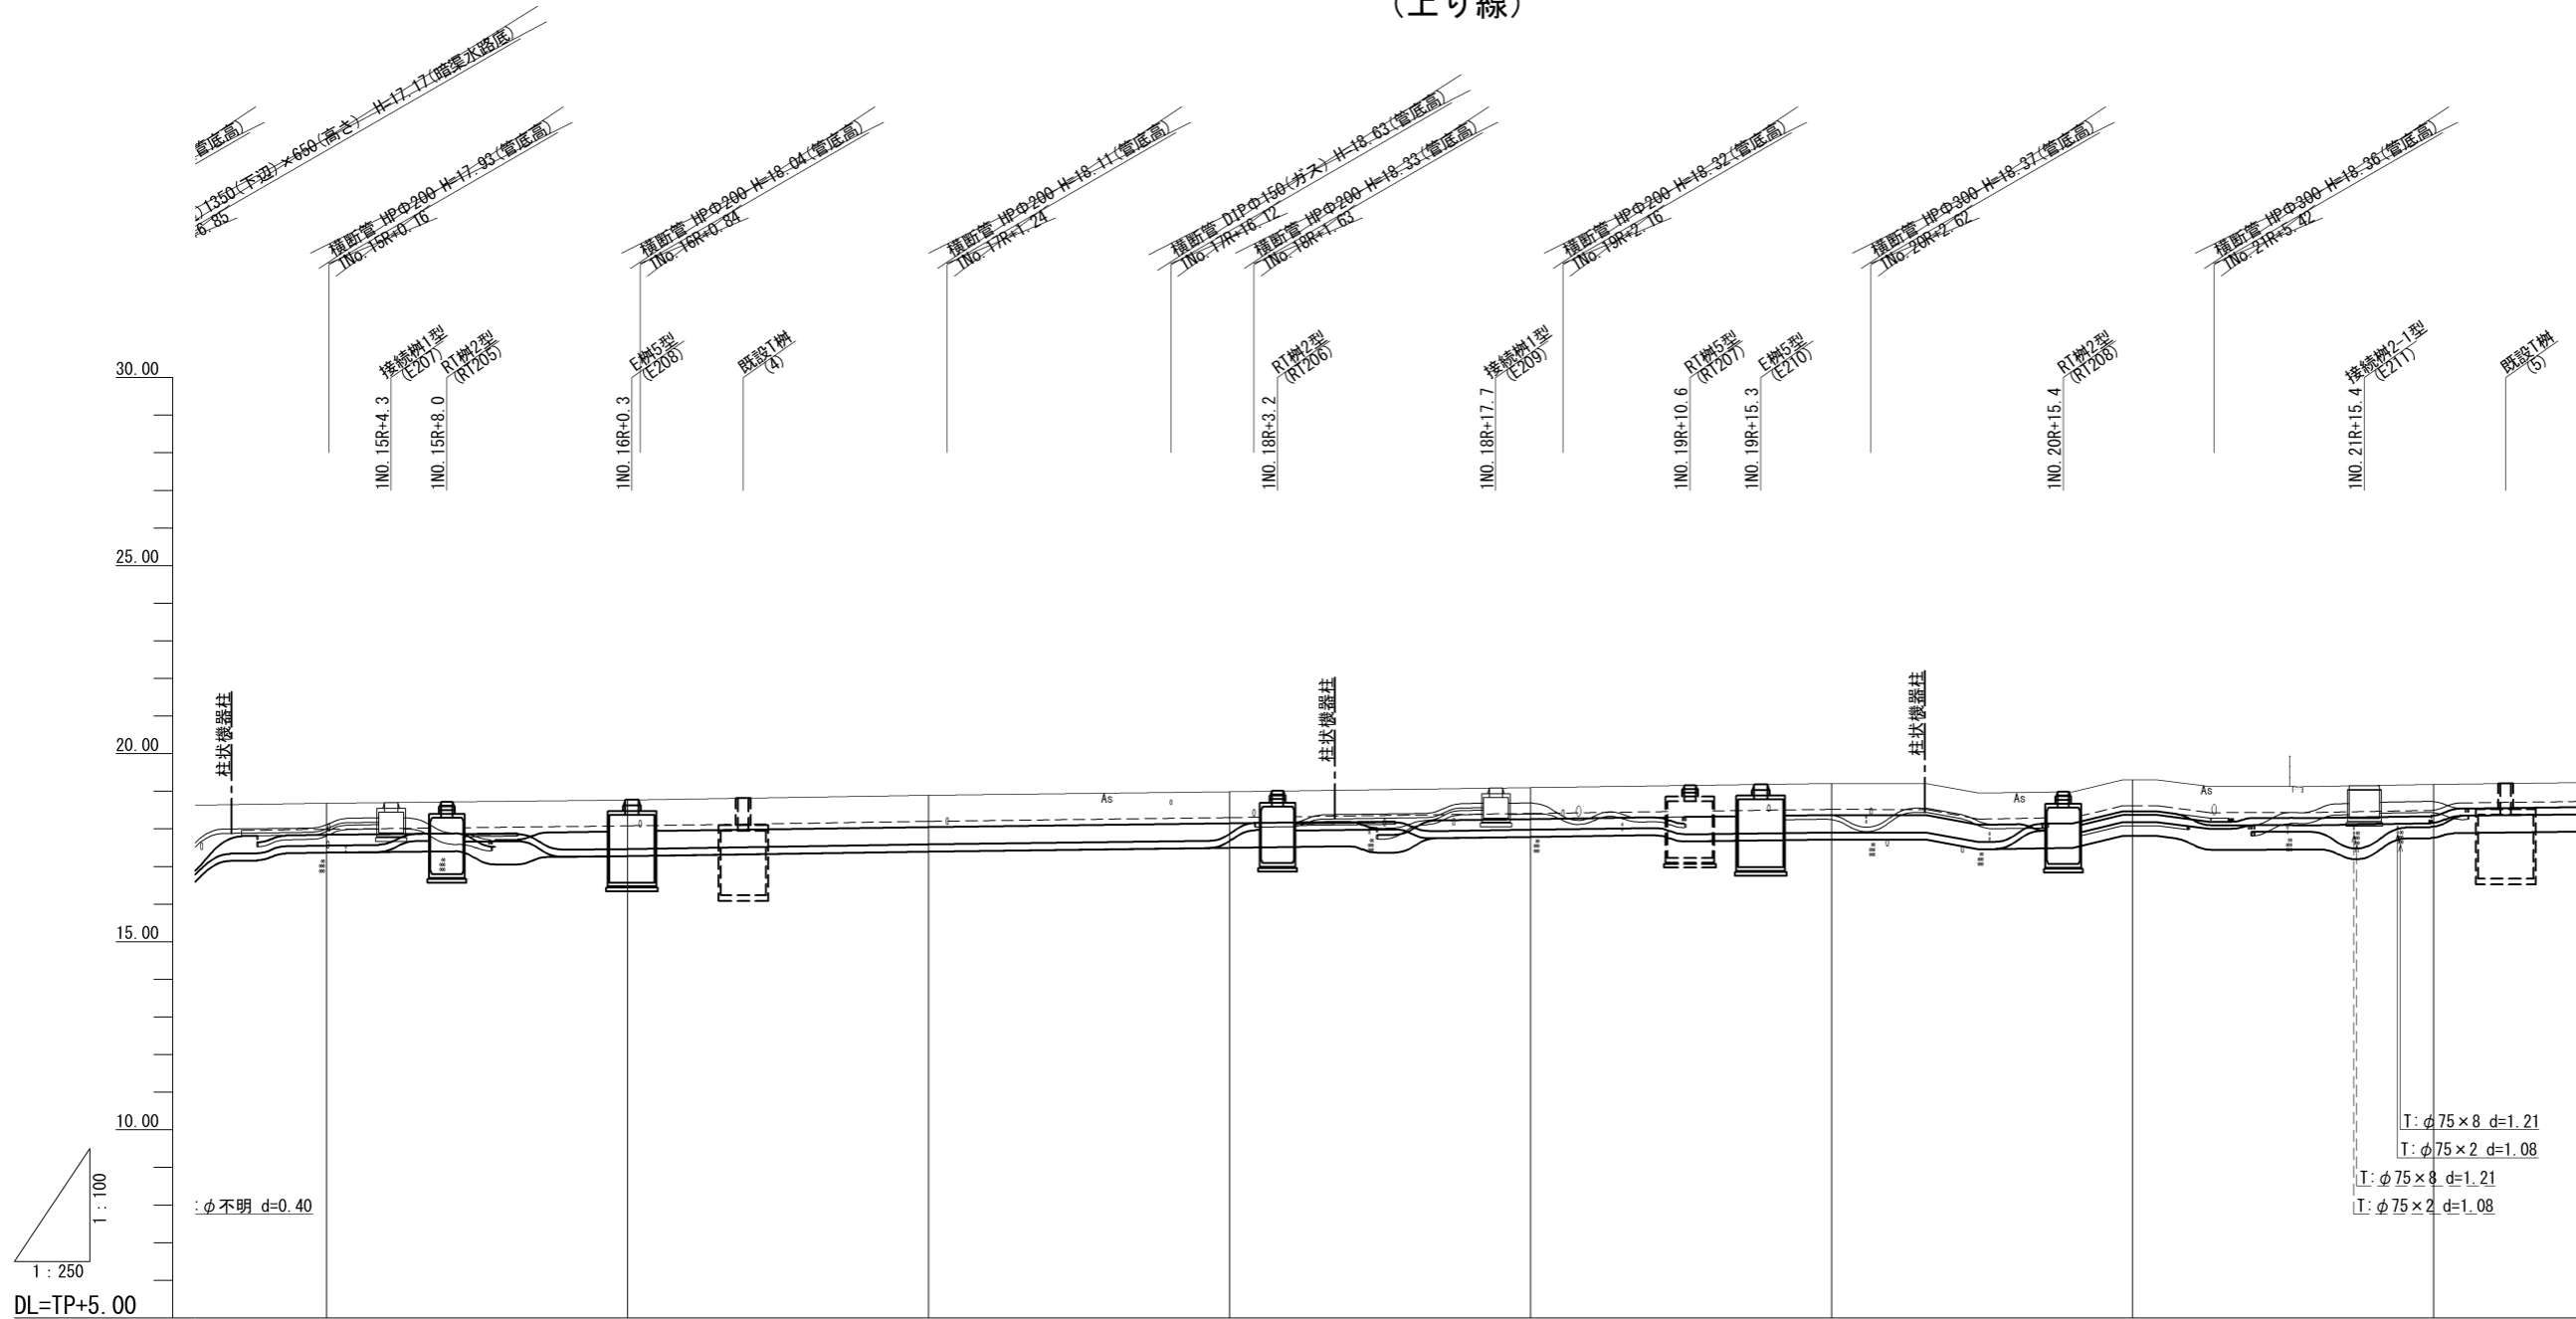 (上り線)
管底高)
1350(下辺)×650(高さ) H=17.17(暗渠水路底)
6.85
横断管 HPΦ200 H=17.93(管底高)
1No.15R+0.16
横断管 HPΦ200 H=18.04(管底高)
1No.16R+0.84
横断管 HPΦ200 H=18.11(管底高)
1No.17R+1.24
横断管 DIPΦ150(ガス) H=18.63(管底高)
1No.17R+16.12
横断管 HPΦ200 H=18.33(管底高)
1No.18R+1.63
横断管 HPΦ200 H=18.32(管底高)
1No.19R+2.16
横断管 HPΦ300 H=18.37(管底高)
1No.20R+2.62
横断管 HPΦ300 H=18.36(管底高)
1No.21R+5.42
接続桝1型
(E207)
1NO.15R+4.3
RT桝2型
(RT205)
1NO.15R+8.0
E桝5型
(E208)
1NO.16R+0.3
既設T桝
(4)
RT桝2型
(RT206)
1NO.18R+3.2
接続桝1型
(E209)
1NO.18R+17.7
RT桝5型
(RT207)
1NO.19R+10.6
E桝5型
(E210)
1NO.19R+15.3
RT桝2型
(RT208)
1NO.20R+15.4
接続桝2-1型
(E211)
1NO.21R+15.4
既設T桝
(5)
30.00
25.00
20.00
15.00
10.00
柱状機器柱
柱状機器柱
柱状機器柱
As
As
As
T:φ75×8 d=1.21
T:φ75×2 d=1.08
T:φ75×8 d=1.21
T:φ75×2 d=1.08
:φ不明 d=0.40
1:100
1:250
DL=TP+5.00